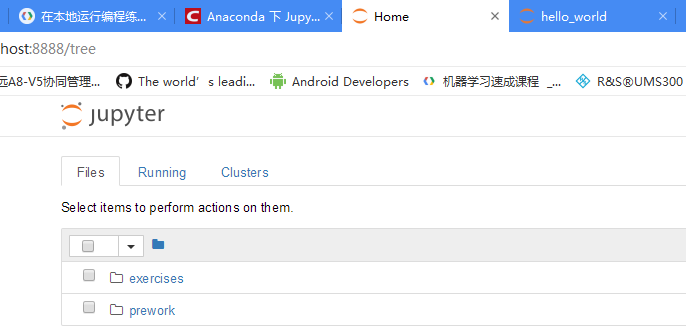 在本地运行编程练... Anaconda 下 Jupy... Home hello_world
host:8888/tree
远A8-V5协同管理... The world's leadi... Android Developers 机器学习速成课程 _... R&S®UMS300
jupyter
Files Running Clusters
Select items to perform actions on them.
exercises
prework